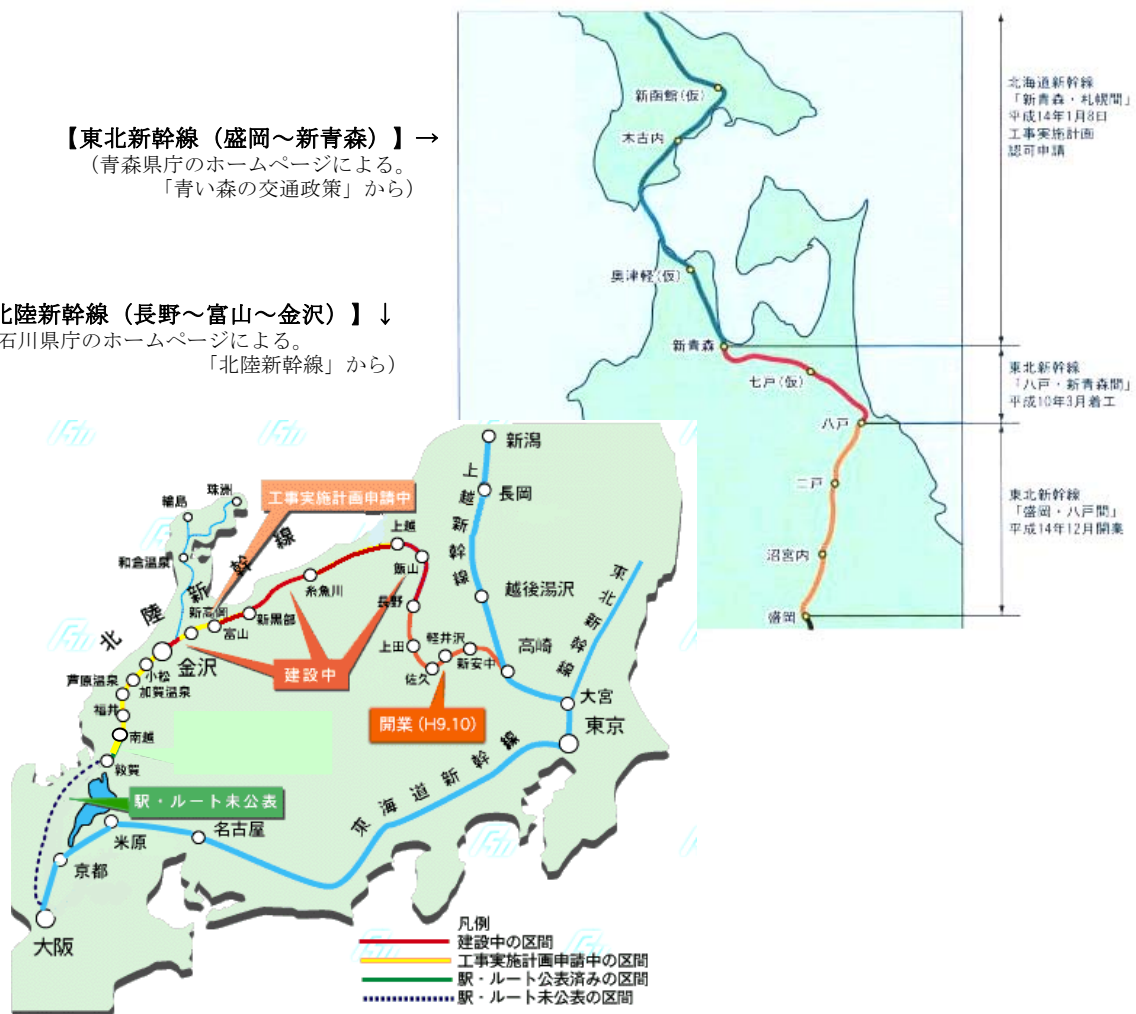 【東北新幹線（盛岡～新青森）】→
（青森県庁のホームページによる。
「青い森の交通政策」から）
北陸新幹線（長野～富山～金沢）】↓
石川県庁のホームページによる。
「北陸新幹線」から）
新函館(仮)
木古内
奥津軽(仮)
新青森
七戸(仮)
八戸
二戸
沼宮内
盛岡
北海道新幹線
「新青森・札幌間」
平成14年1月8日
工事実施計画
認可申請
東北新幹線
「八戸・新青森間」
平成10年3月着工
東北新幹線
「盛岡・八戸間」
平成14年12月開業
新潟
上越新幹線
長岡
工事実施計画申請中
珠洲
輪島
和倉温泉
北陸新幹線
上越
飯山
糸魚川
長野
越後湯沢
東北新幹線
新高岡
富山
新黒部
金沢
上田
軽井沢
新安中
高崎
佐久
建設中
小松
芦原温泉
加賀温泉
福井
南越
敦賀
開業(H9.10)
大宮
東京
東海道新幹線
駅・ルート未公表
米原
名古屋
京都
大阪
凡例
建設中の区間
工事実施計画申請中の区間
駅・ルート公表済みの区間
駅・ルート未公表の区間